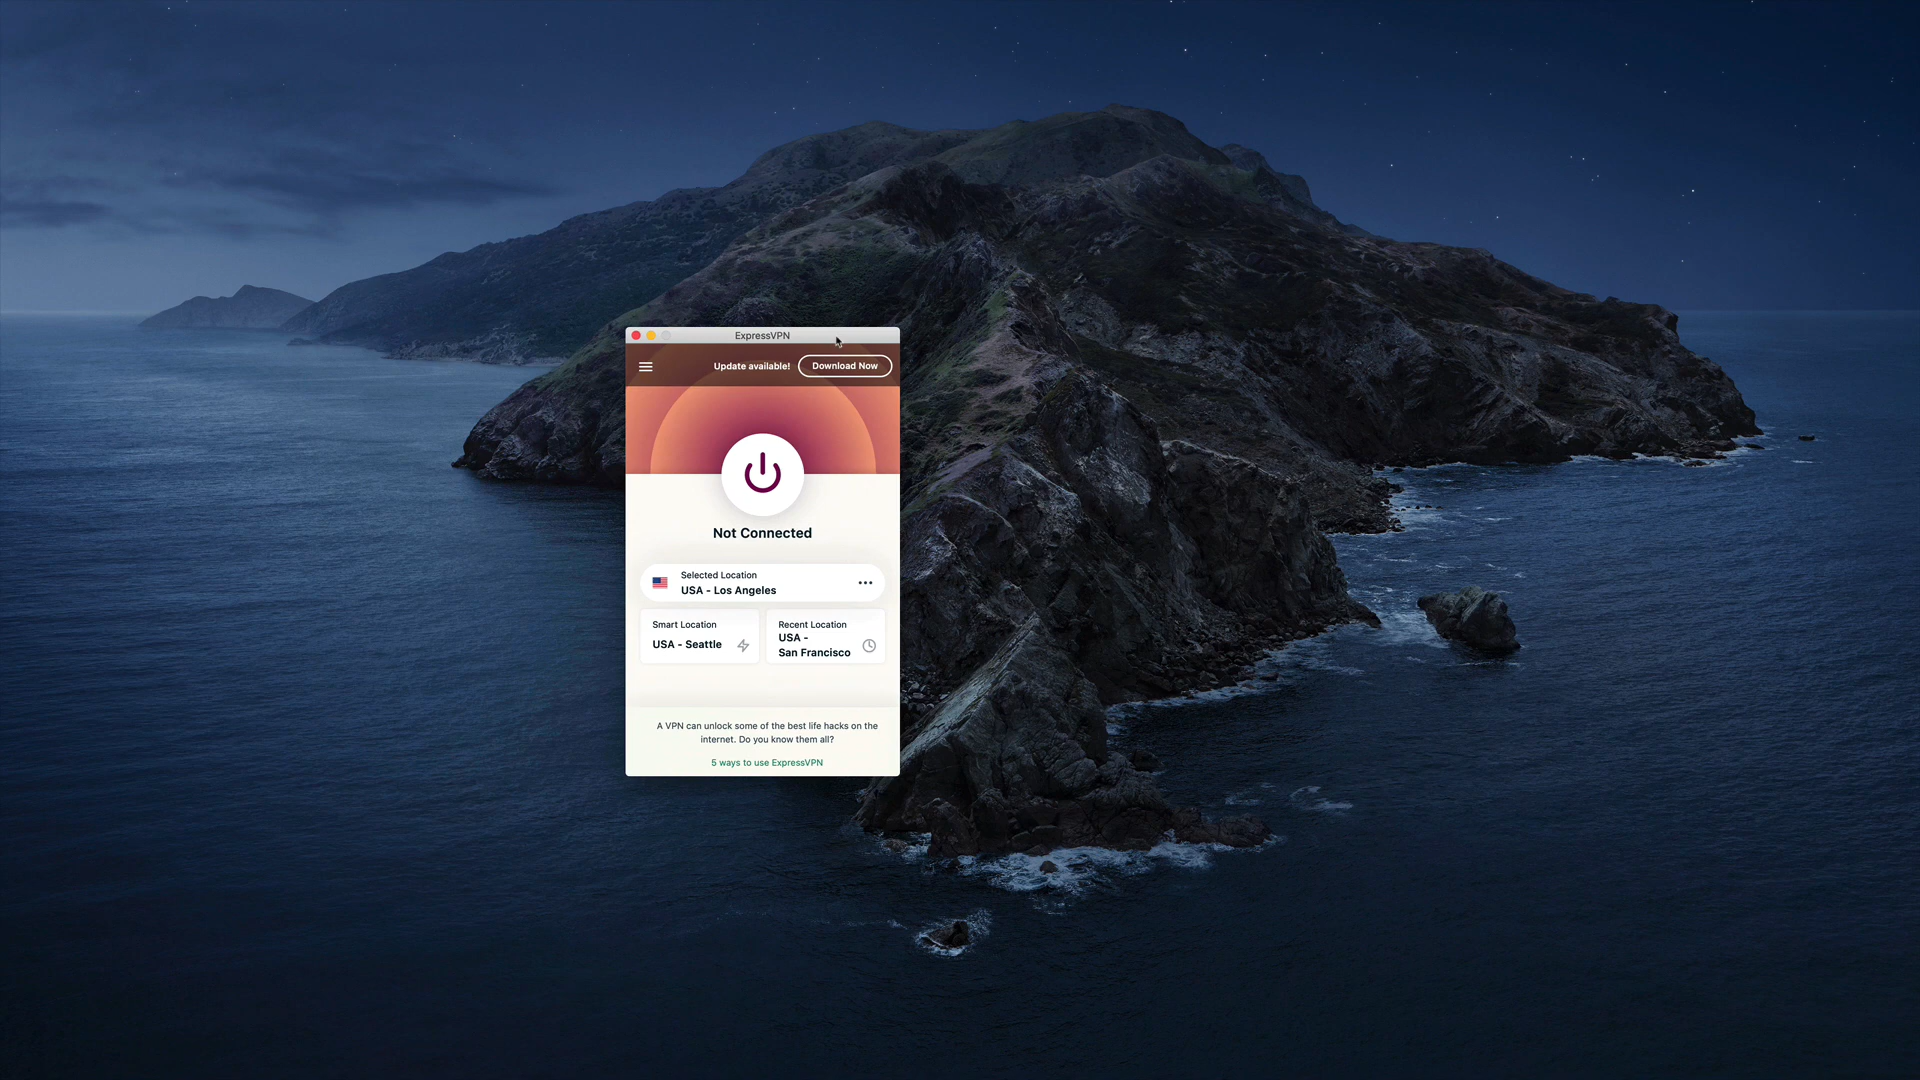 ExpressVPN
Update available! Download Now
Not Connected
Selected Location
USA - Los Angeles
Smart Location
USA - Seattle
Recent Location
USA -
San Francisco
A VPN can unlock some of the best life hacks on the
internet. Do you know them all?
5 ways to use ExpressVPN